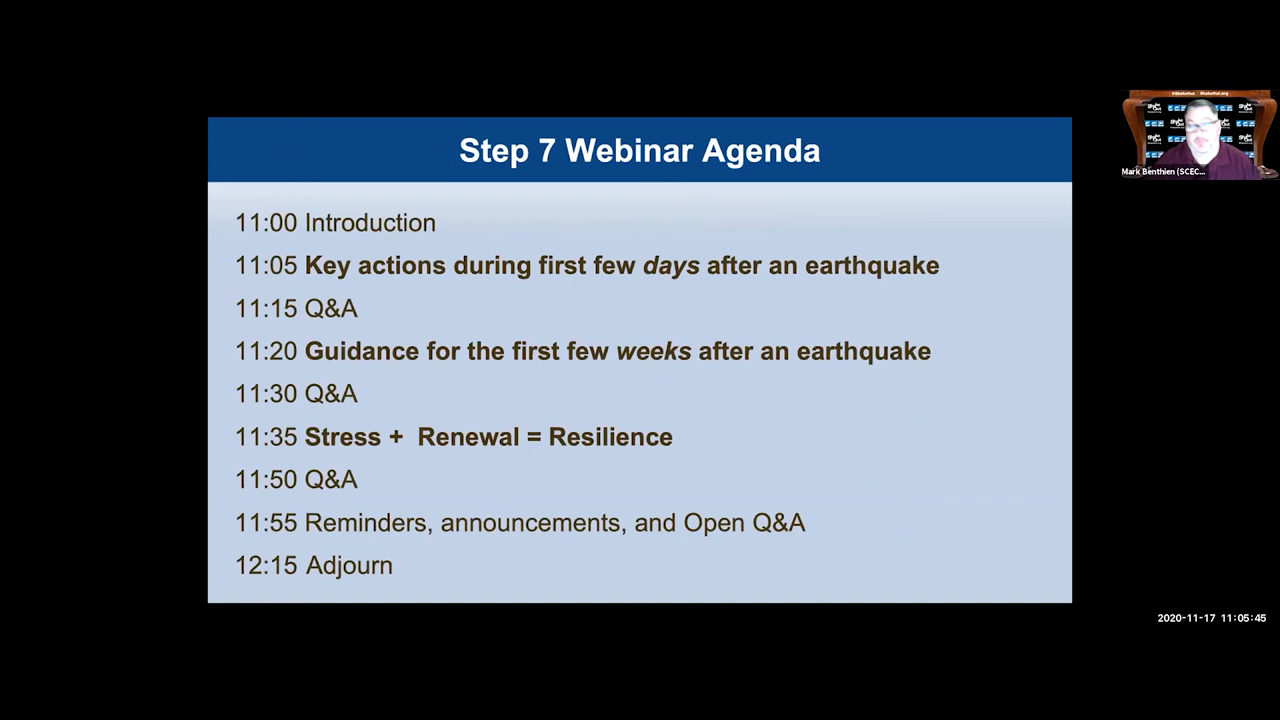 Step 7 Webinar Agenda
11:00 Introduction
11:05 Key actions during first few days after an earthquake
11:15 Q&A
11:20 Guidance for the first few weeks after an earthquake
11:30 Q&A
11:35 Stress + Renewal = Resilience
11:50 Q&A
11:55 Reminders, announcements, and Open Q&A
12:15 Adjourn
#ShakeOut ShakeOut.org
Mark Benthien (SCEC...
2020-11-17 11:05:45